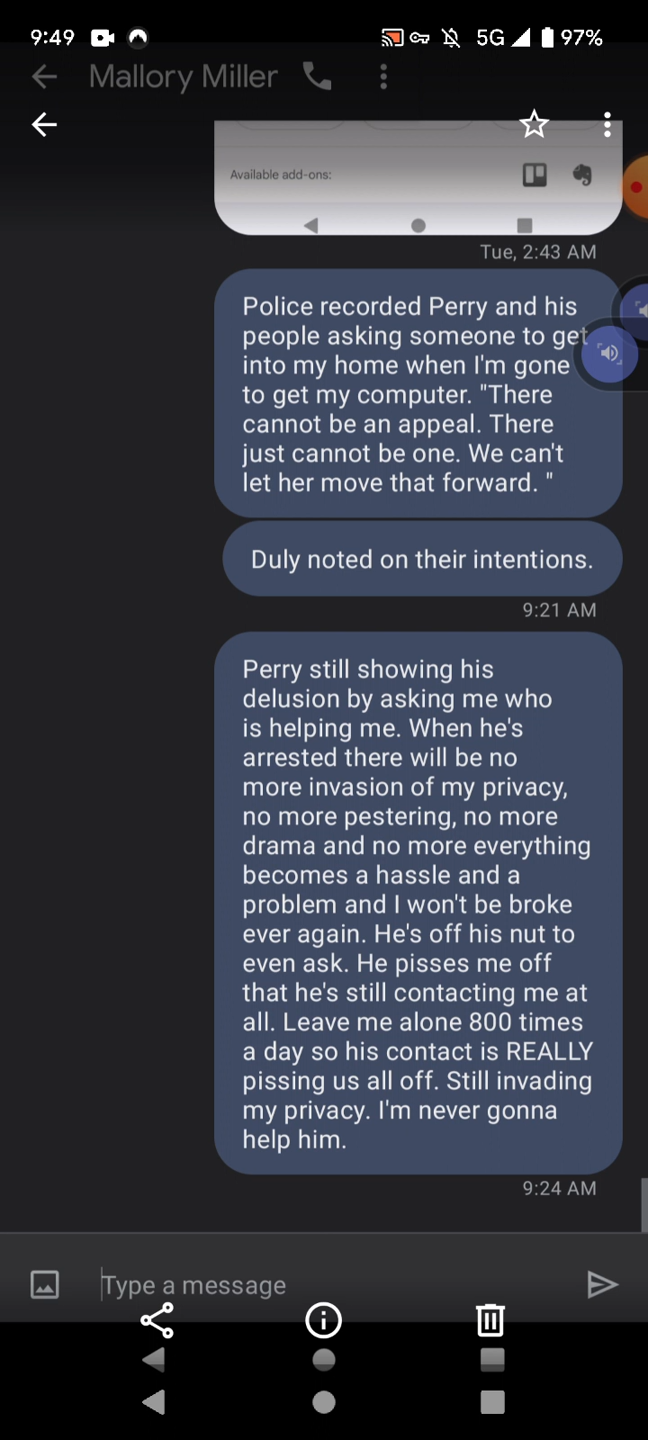 9:49
5G
97%
Mallory Miller
Available add-ons:
Tue, 2:43 AM
Police recorded Perry and his
people asking someone to get
into my home when I'm gone
to get my computer. "There
cannot be an appeal. There
just cannot be one. We can't
let her move that forward. "
Duly noted on their intentions.
9:21 AM
Perry still showing his
delusion by asking me who
is helping me. When he's
arrested there will be no
more invasion of my privacy,
no more pestering, no more
drama and no more everything
becomes a hassle and a
problem and I won't be broke
ever again. He's off his nut to
even ask. He pisses me off
that he's still contacting me at
all. Leave me alone 800 times
a day so his contact is REALLY
pissing us all off. Still invading
my privacy. I'm never gonna
help him.
9:24 AM
Type a message